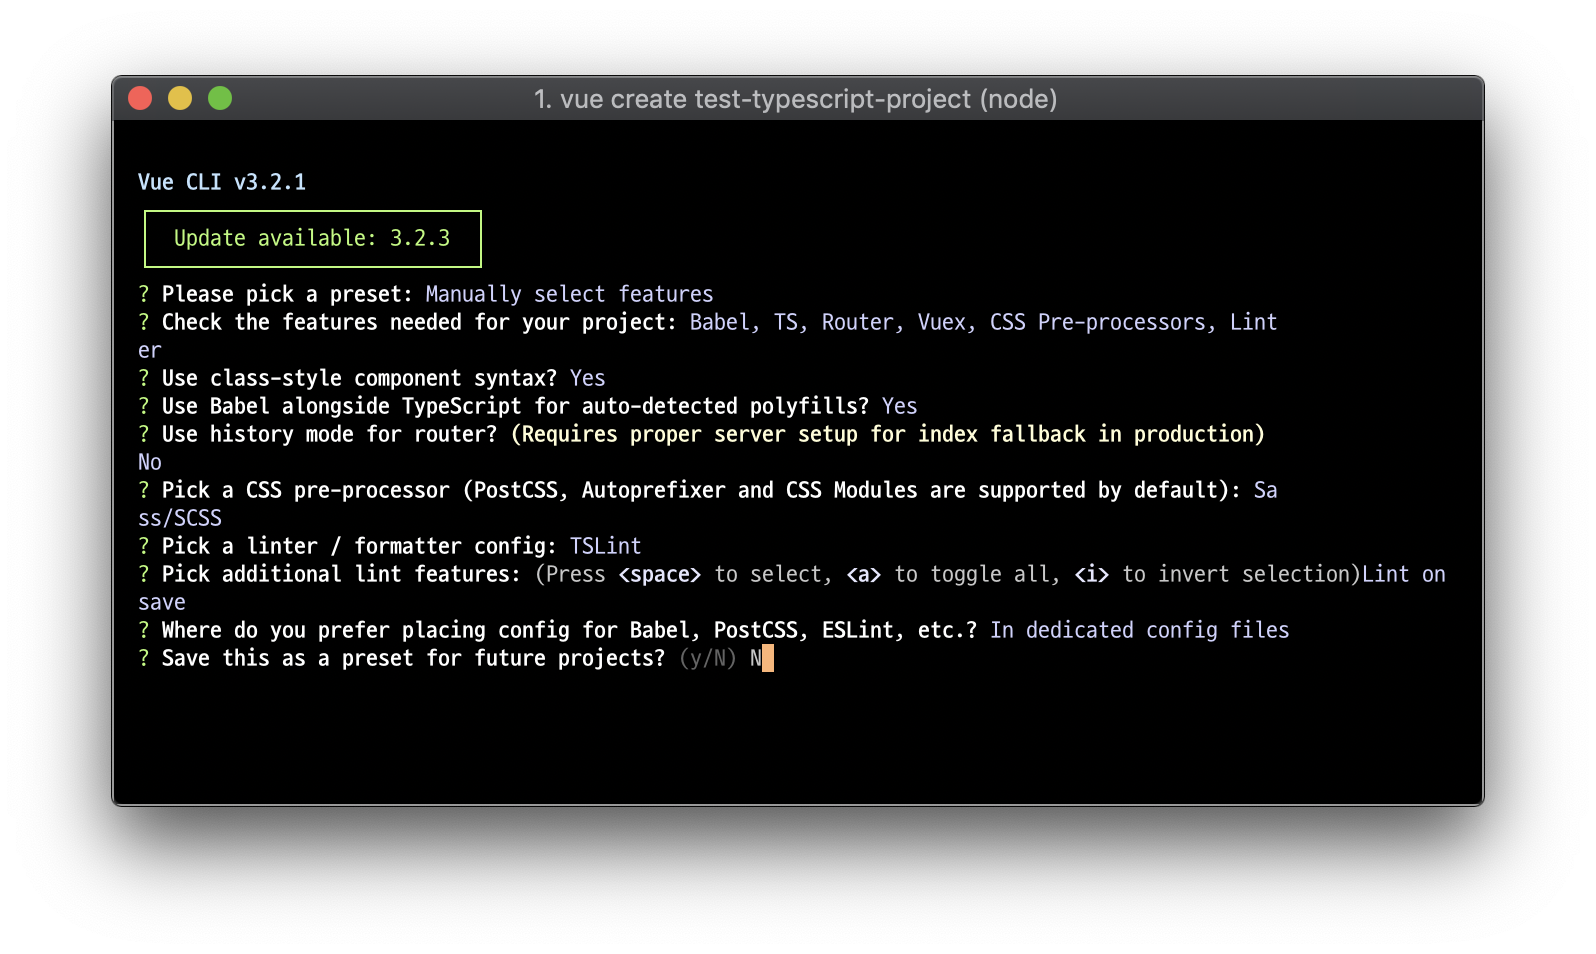 1. vue create test-typescript-project (node)
Vue CLI v3.2.1
Update available: 3.2.3
? Please pick a preset: Manually select features
? Check the features needed for your project: Babel, TS, Router, Vuex, CSS Pre-processors, Lint
er
? Use class-style component syntax? Yes
? Use Babel alongside TypeScript for auto-detected polyfills? Yes
? Use history mode for router? (Requires proper server setup for index fallback in production)
No
? Pick a CSS pre-processor (PostCSS, Autoprefixer and CSS Modules are supported by default): Sa
ss/SCSS
? Pick a linter / formatter config: TSLint
? Pick additional lint features: (Press <space> to select, <a> to toggle all, <i> to invert selection)Lint on
save
? Where do you prefer placing config for Babel, PostCSS, ESLint, etc.? In dedicated config files
? Save this as a preset for future projects? (y/N) N